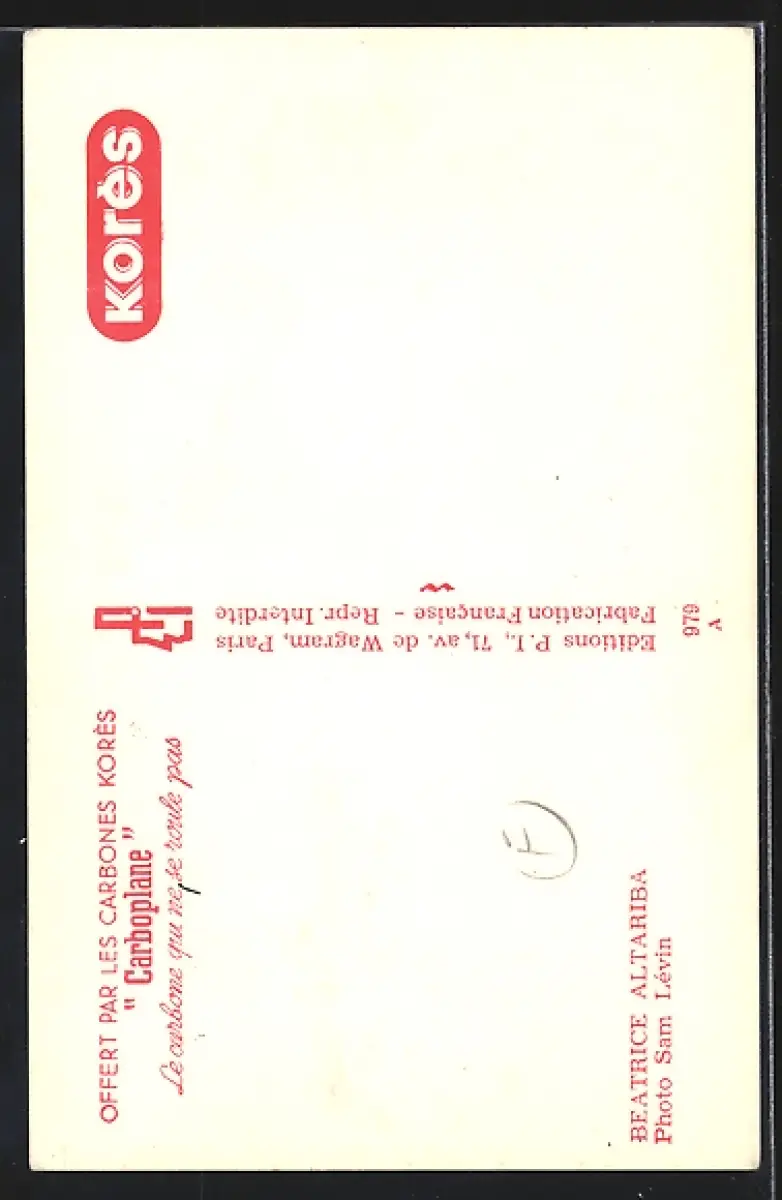 OFFERT PAR LES CARBONES KORÈS
" Carboplane "
Le carbone qui ne se roule pas
Korès
Editions P. I., 71, av. de Wagram, Paris
Fabrication Française - Repr. Interdite
979
A
BEATRICE ALTARIBA
Photo Sam Lévin
F